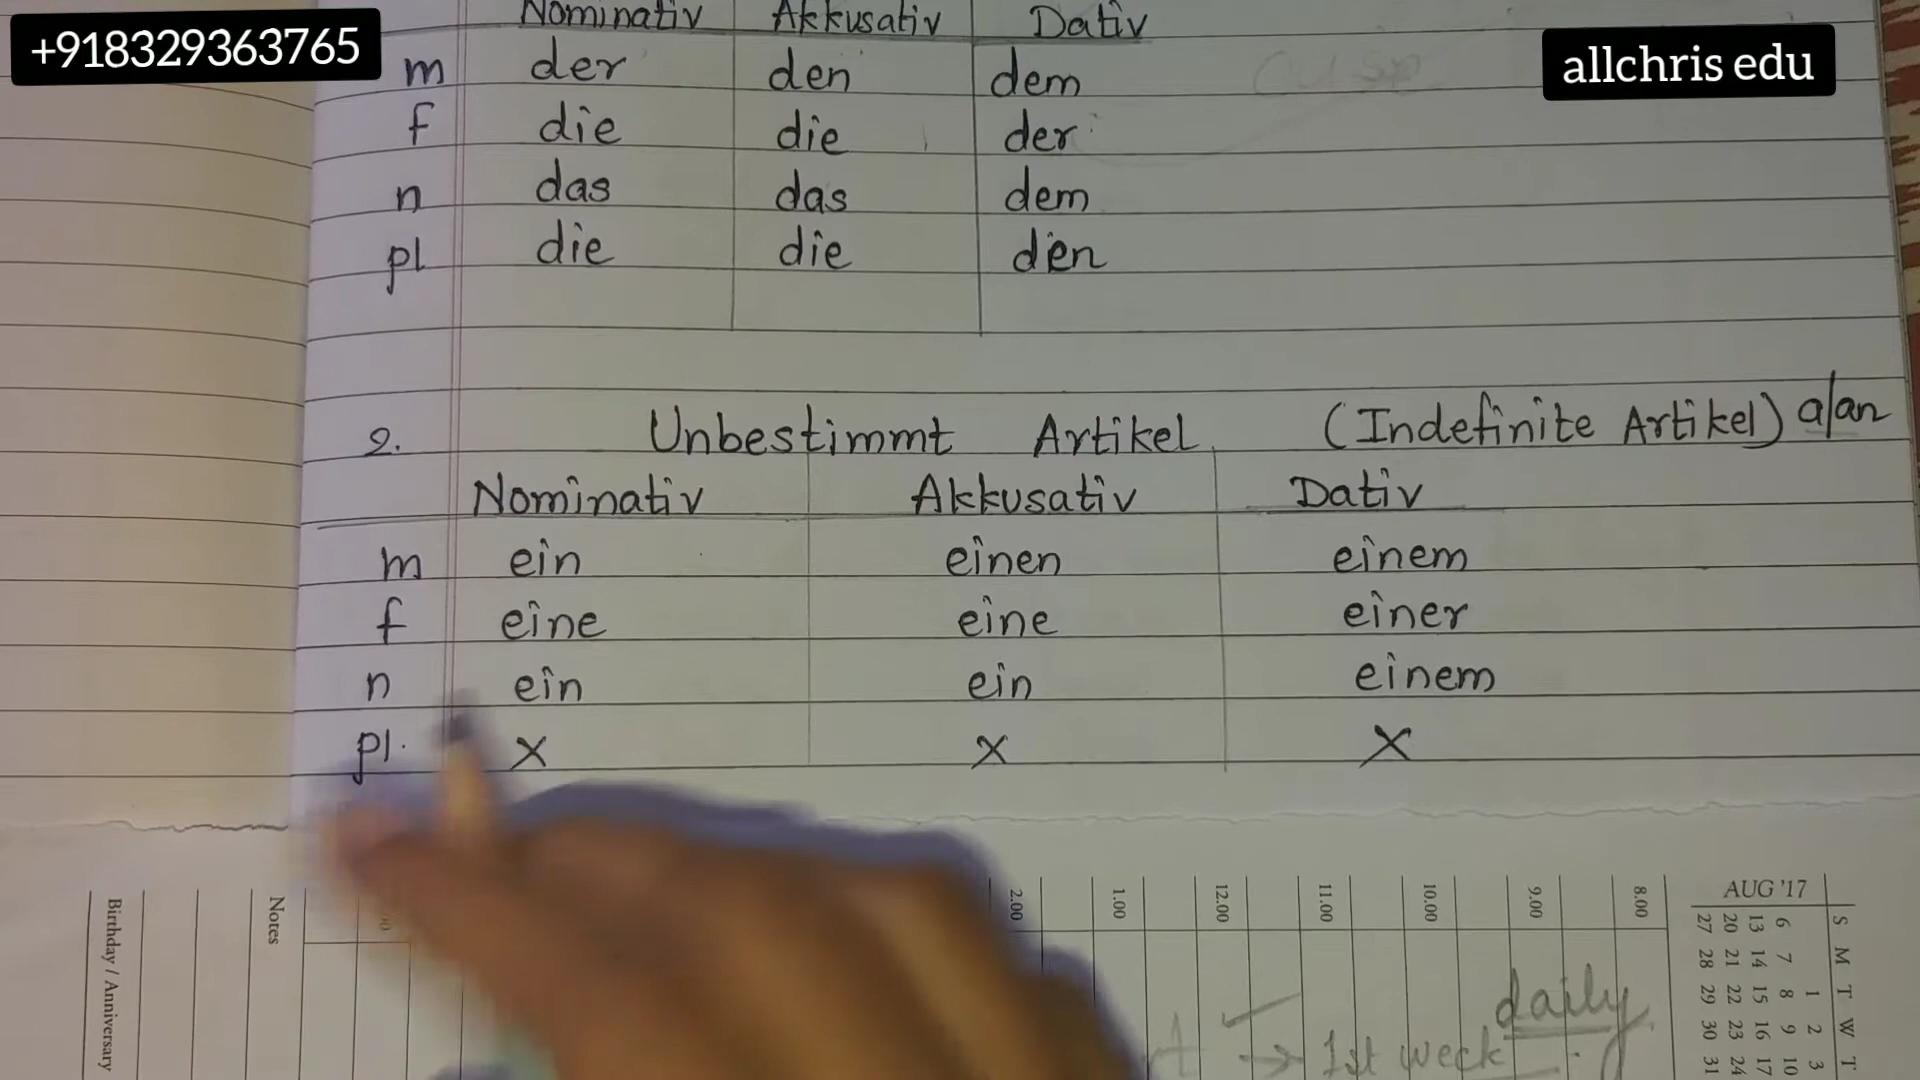 +918329363765
allchris edu
Nominativ Akkusativ Dativ
m der den dem
f die die der
n das das dem
pl die die den
2. Unbestimmt Artikel (Indefinite Artikel) a/an
Nominativ Akkusativ Dativ
m ein einen einem
f eine eine einer
n ein ein einem
pl. x x x
Birthday / Anniversary
Notes
2.00 1.00 12.00 11.00 10.00 9.00 8.00
AUG '17
S 6 13 20 27
M 7 14 21 28
T 1 8 15 22 29
W 2 9 16 23 30
T 3 10 17 24 31
daily
→ 1st week